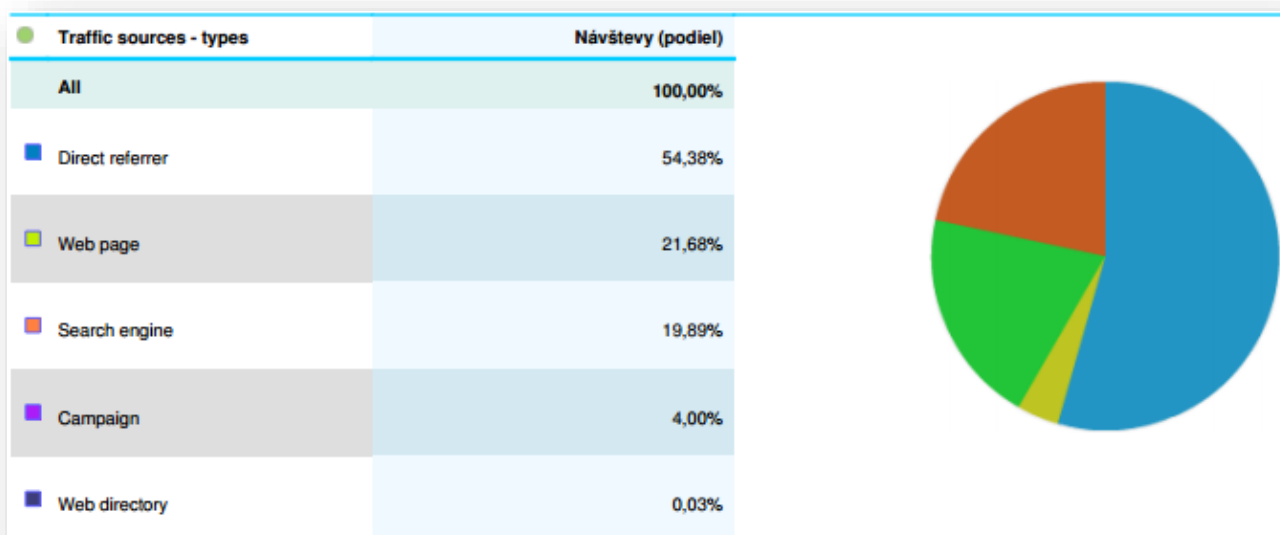 Traffic sources - types Návštevy (podiel)
All 100,00%
Direct referrer 54,38%
Web page 21,68%
Search engine 19,89%
Campaign 4,00%
Web directory 0,03%